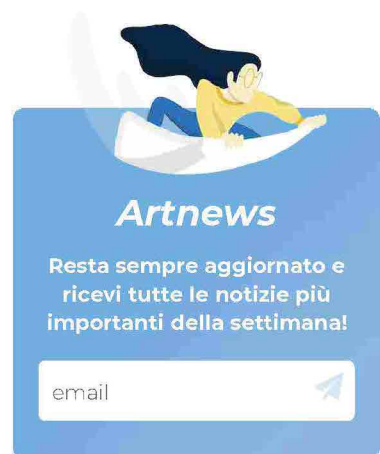 Artnews
Resta sempre aggiornato e
ricevi tutte le notizie più
importanti della settimana!
email